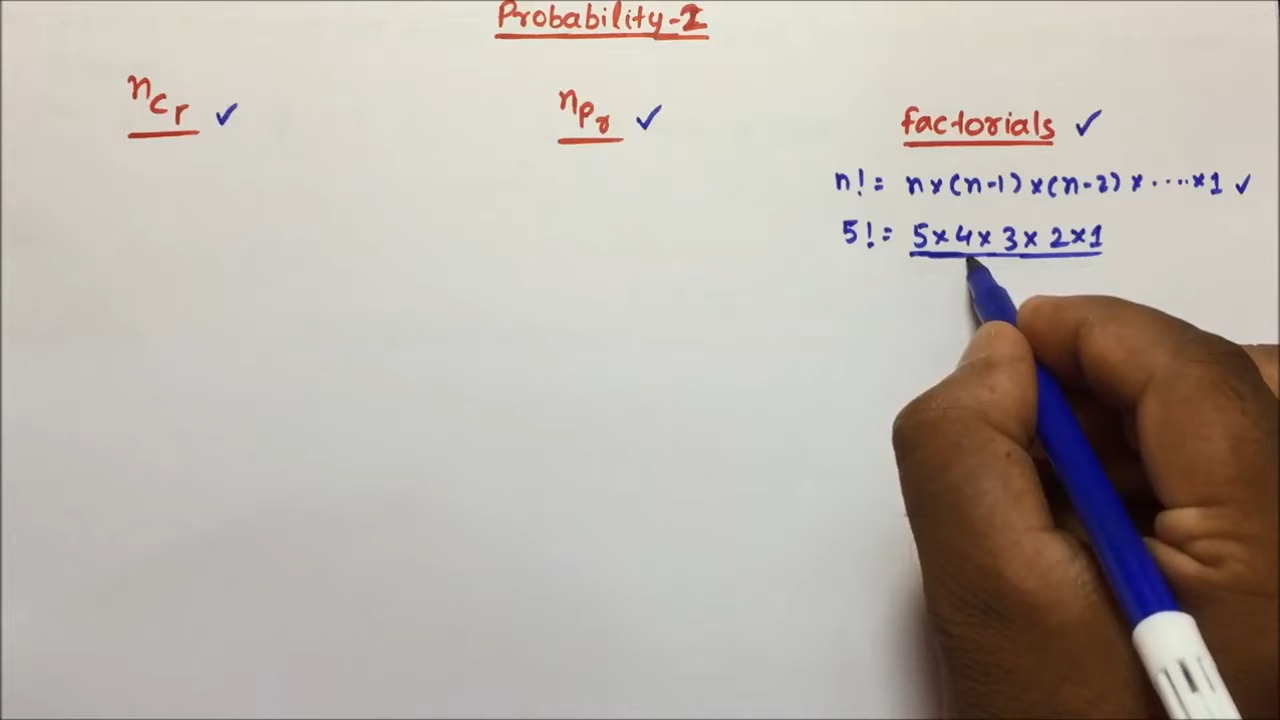 Probability-I
nCr ✓
nPr ✓
factorials ✓
n! = n×(n-1)×(n-2)×·····×1 ✓
5! = 5×4×3×2×1